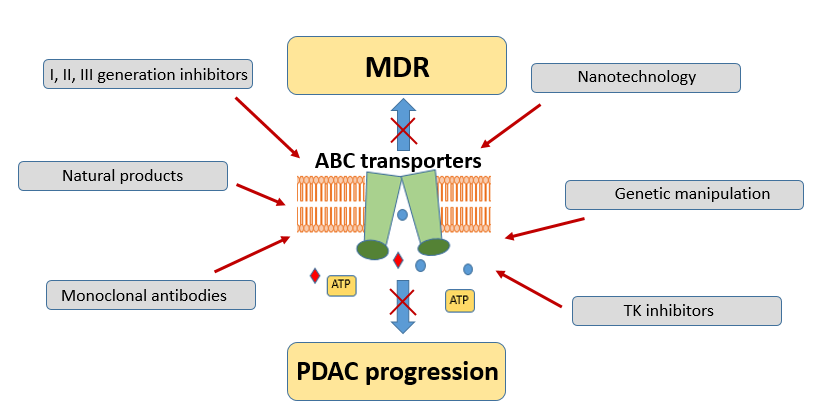 MDR
I, II, III generation inhibitors
Nanotechnology
ABC transporters
Natural products
Genetic manipulation
Monoclonal antibodies
ATP
ATP
TK inhibitors
PDAC progression